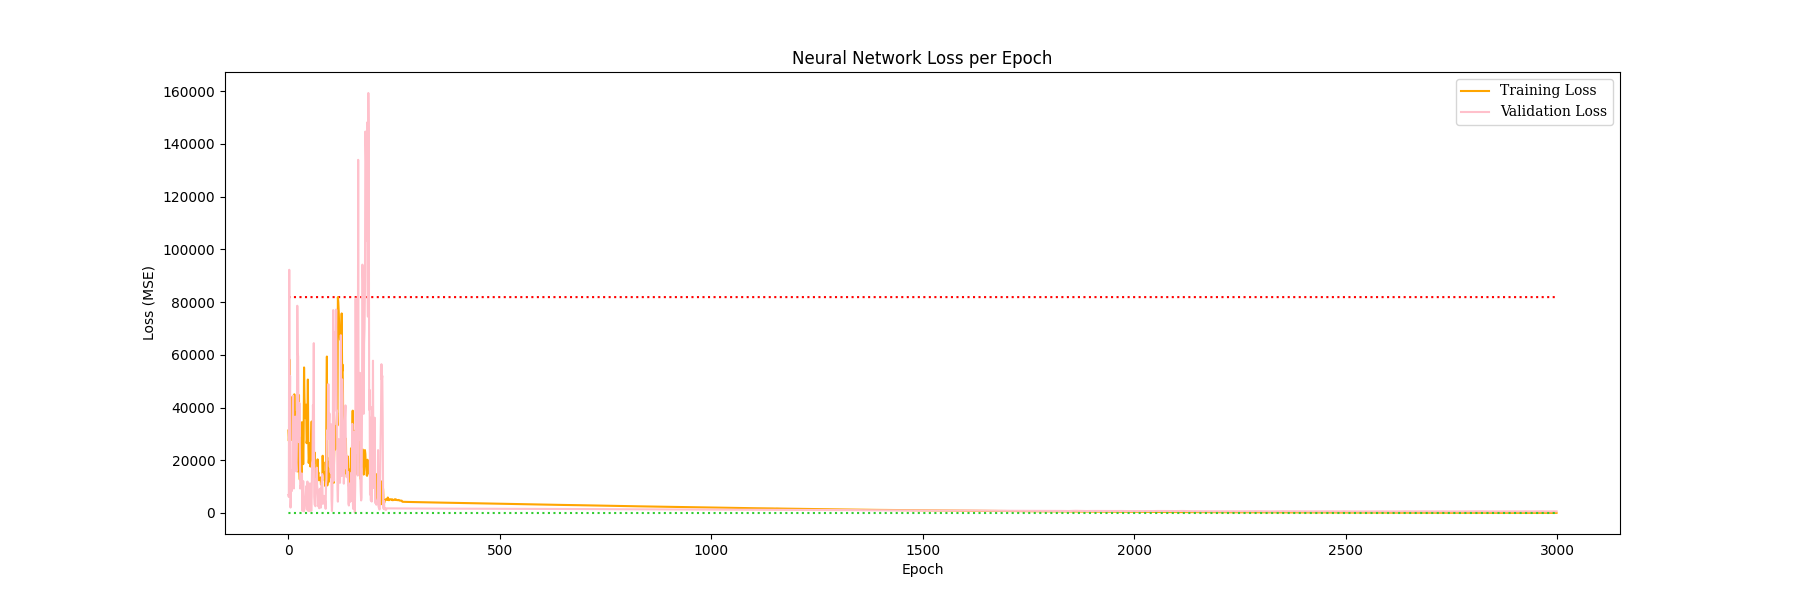 Neural Network Loss per Epoch
Training Loss
Validation Loss
Loss (MSE)
160000
140000
120000
100000
80000
60000
40000
20000
0
0 500 1000 1500 2000 2500 3000
Epoch